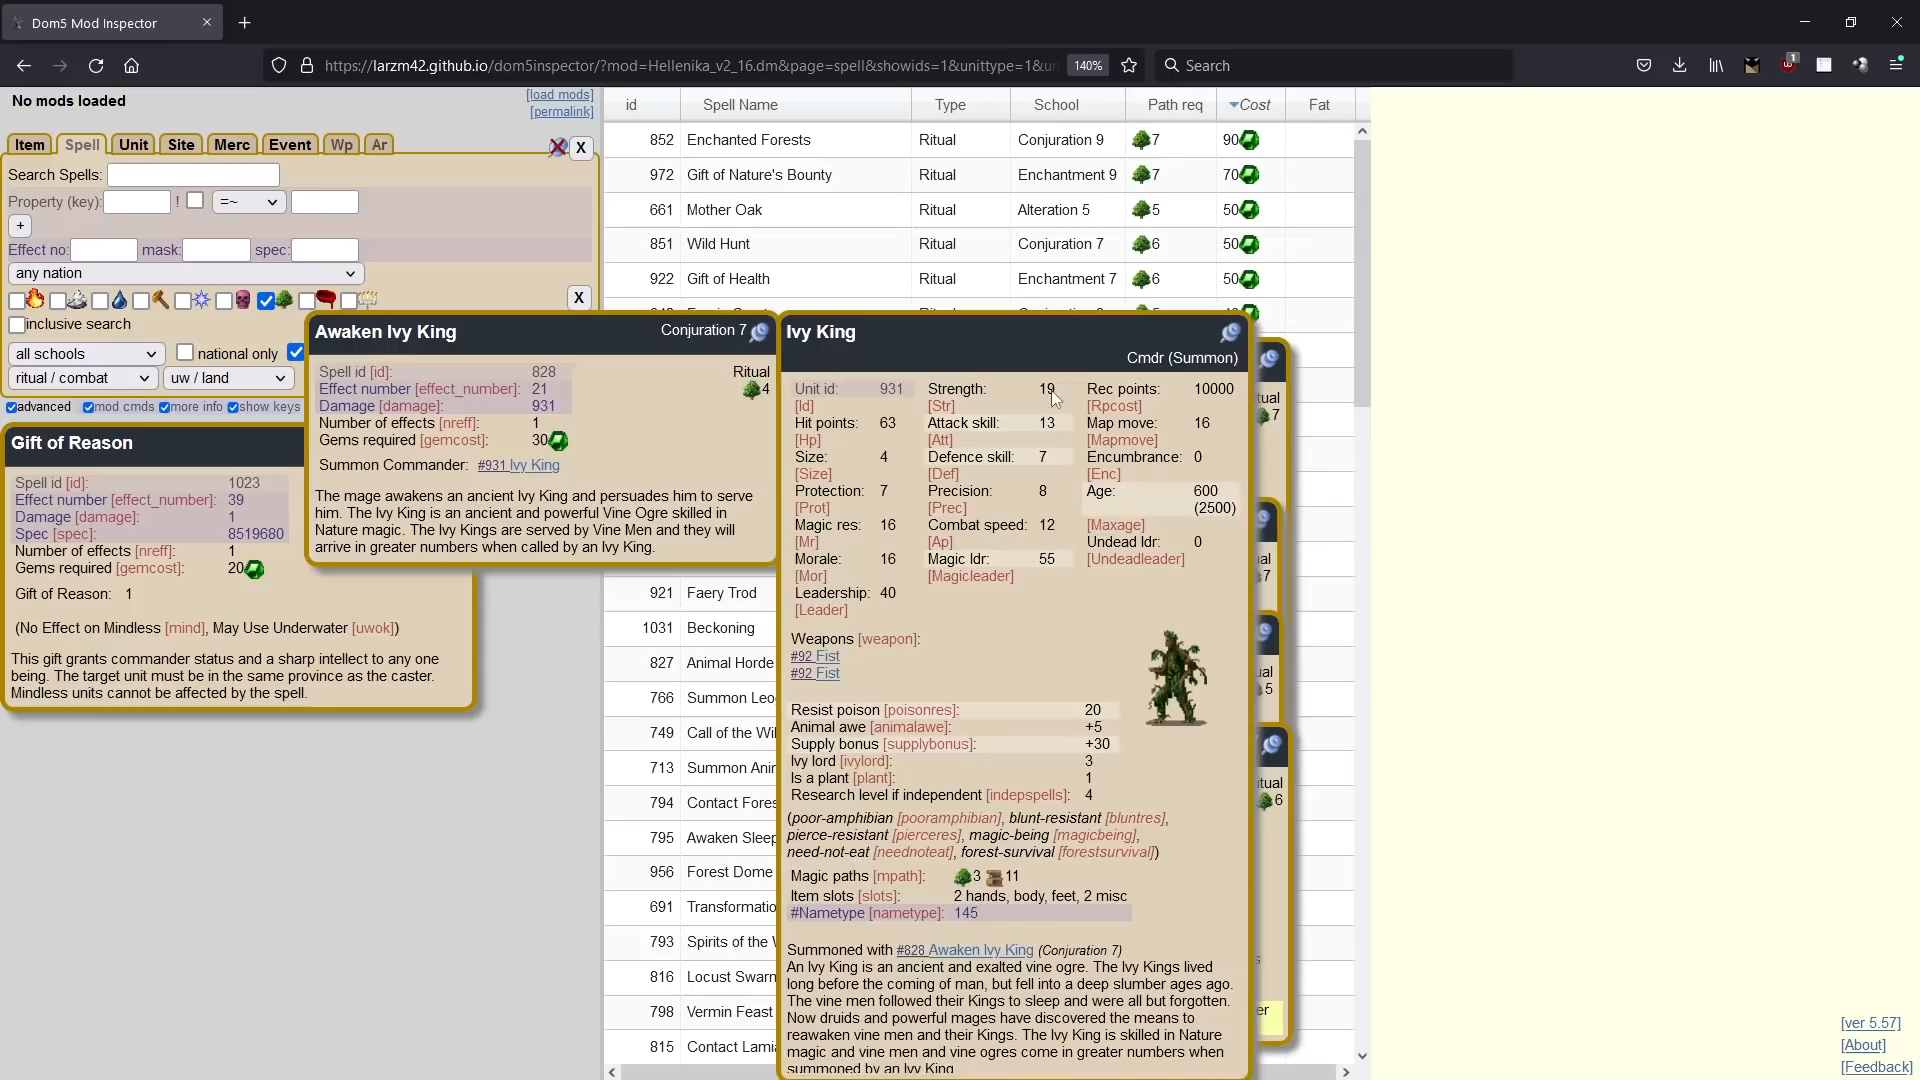 Dom5 Mod Inspector
https://larzm42.github.io/dom5inspector/?mod=Hellenika_v2_16.dm&page=spell&showids=1&unittype=1&u
140%
Search
1
No mods loaded
[load mods]
[permalink]
Item
Spell
Unit
Site
Merc
Event
Wp
Ar
X
Search Spells:
Property (key):
!
=~
+
Effect no:
mask:
spec:
any nation
X
inclusive search
all schools
national only
ritual / combat
uw / land
advanced
mod cmds
more info
show keys
id Spell Name Type School Path req Cost Fat
852 Enchanted Forests Ritual Conjuration 9 7 90
972 Gift of Nature's Bounty Ritual Enchantment 9 7 70
661 Mother Oak Ritual Alteration 5 5 50
851 Wild Hunt Ritual Conjuration 7 6 50
922 Gift of Health Ritual Enchantment 7 6 50
921 Faery Trod
1031 Beckoning
827 Animal Horde
766 Summon Leo
749 Call of the Wil
713 Summon Anir
794 Contact Fores
795 Awaken Sleep
956 Forest Dome
691 Transformatio
793 Spirits of the W
816 Locust Swarn
798 Vermin Feast
815 Contact Lamia
Gift of Reason
Spell id [id]: 1023
Effect number [effect_number]: 39
Damage [damage]: 1
Spec [spec]: 8519680
Number of effects [nreff]: 1
Gems required [gemcost]: 20
Gift of Reason: 1
(No Effect on Mindless [mind], May Use Underwater [uwok])
This gift grants commander status and a sharp intellect to any one
being. The target unit must be in the same province as the caster.
Mindless units cannot be affected by the spell.
Awaken Ivy King
Conjuration 7
Spell id [id]: 828
Ritual
Effect number [effect_number]: 21
4
Damage [damage]: 931
Number of effects [nreff]: 1
Gems required [gemcost]: 30
Summon Commander: #931 Ivy King
The mage awakens an ancient Ivy King and persuades him to serve
him. The Ivy King is an ancient and powerful Vine Ogre skilled in
Nature magic. The Ivy Kings are served by Vine Men and they will
arrive in greater numbers when called by an Ivy King.
Ivy King
Cmdr (Summon)
Unit id: 931 Strength: 19 Rec points: 10000
[Id] [Str] [Rpcost]
Hit points: 63 Attack skill: 13 Map move: 16
[Hp] [Att] [Mapmove]
Size: 4 Defence skill: 7 Encumbrance: 0
[Size] [Def] [Enc]
Protection: 7 Precision: 8 Age: 600
[Prot] [Prec] (2500)
Magic res: 16 Combat speed: 12 [Maxage]
[Mr] [Ap] Undead ldr: 0
Morale: 16 Magic ldr: 55 [Undeadleader]
[Mor] [Magicleader]
Leadership: 40
[Leader]
Weapons [weapon]:
#92 Fist
#92 Fist
Resist poison [poisonres]: 20
Animal awe [animalawe]: +5
Supply bonus [supplybonus]: +30
Ivy lord [ivylord]: 3
Is a plant [plant]: 1
Research level if independent [indepspells]: 4
(poor-amphibian [pooramphibian], blunt-resistant [bluntres],
pierce-resistant [pierceres], magic-being [magicbeing],
need-not-eat [neednoteat], forest-survival [forestsurvival])
Magic paths [mpath]: 3 11
Item slots [slots]: 2 hands, body, feet, 2 misc
#Nametype [nametype]: 145
Summoned with #828 Awaken Ivy King (Conjuration 7)
An Ivy King is an ancient and exalted vine ogre. The Ivy Kings lived
long before the coming of man, but fell into a deep slumber ages ago.
The vine men followed their Kings to sleep and were all but forgotten.
Now druids and powerful mages have discovered the means to
reawaken vine men and their Kings. The Ivy King is skilled in Nature
magic and vine men and vine ogres come in greater numbers when
summoned by an Ivy King
tual
7
ual
7
ual
5
itual
6
er
[ver 5.57]
[About]
[Feedback]